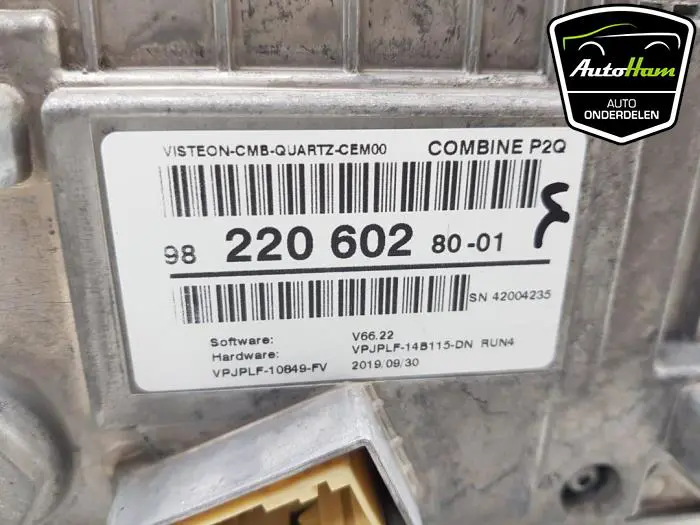 AutoHam
AUTO
ONDERDELEN
VISTEON-CMB-QUARTZ-CEM00 COMBINE P2Q
98 220 602 80-01
SN 42004235
Software: V66.22
Hardware: VPJPLF-14B115-DN RUN4
VPJPLF-10849-FV 2019/09/30